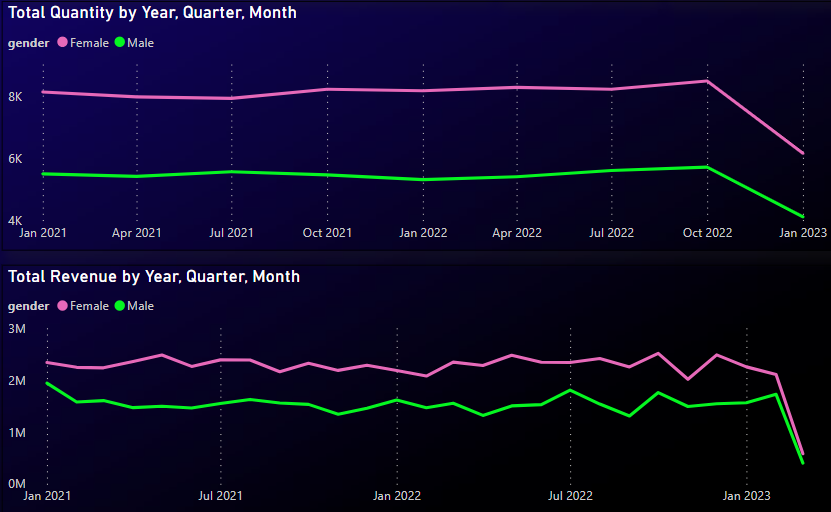 Total Quantity by Year, Quarter, Month
gender Female Male
8K
6K
4K
Jan 2021 Apr 2021 Jul 2021 Oct 2021 Jan 2022 Apr 2022 Jul 2022 Oct 2022 Jan 2023
Total Revenue by Year, Quarter, Month
gender Female Male
3M
2M
1M
0M
Jan 2021 Jul 2021 Jan 2022 Jul 2022 Jan 2023